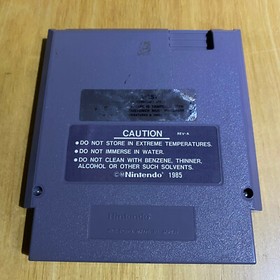 CAUTION
REV-A
●DO NOT STORE IN EXTREME TEMPERATURES.
●DO NOT IMMERSE IN WATER.
●DO NOT CLEAN WITH BENZENE, THINNER,
ALCOHOL OR OTHER SUCH SOLVENTS.
©Nintendo 1985